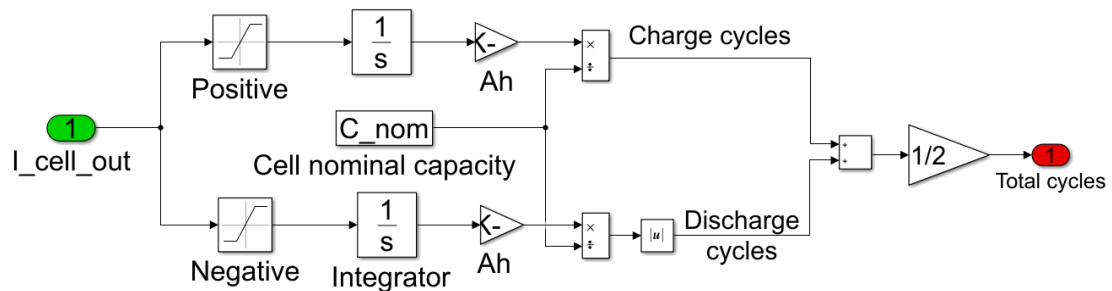 Positive
1
s
K-
Ah
×
÷
Charge cycles
1
I_cell_out
C_nom
Cell nominal capacity
+
+
1/2
1
Total cycles
Negative
1
s
Integrator
K-
Ah
×
÷
|u|
Discharge
cycles